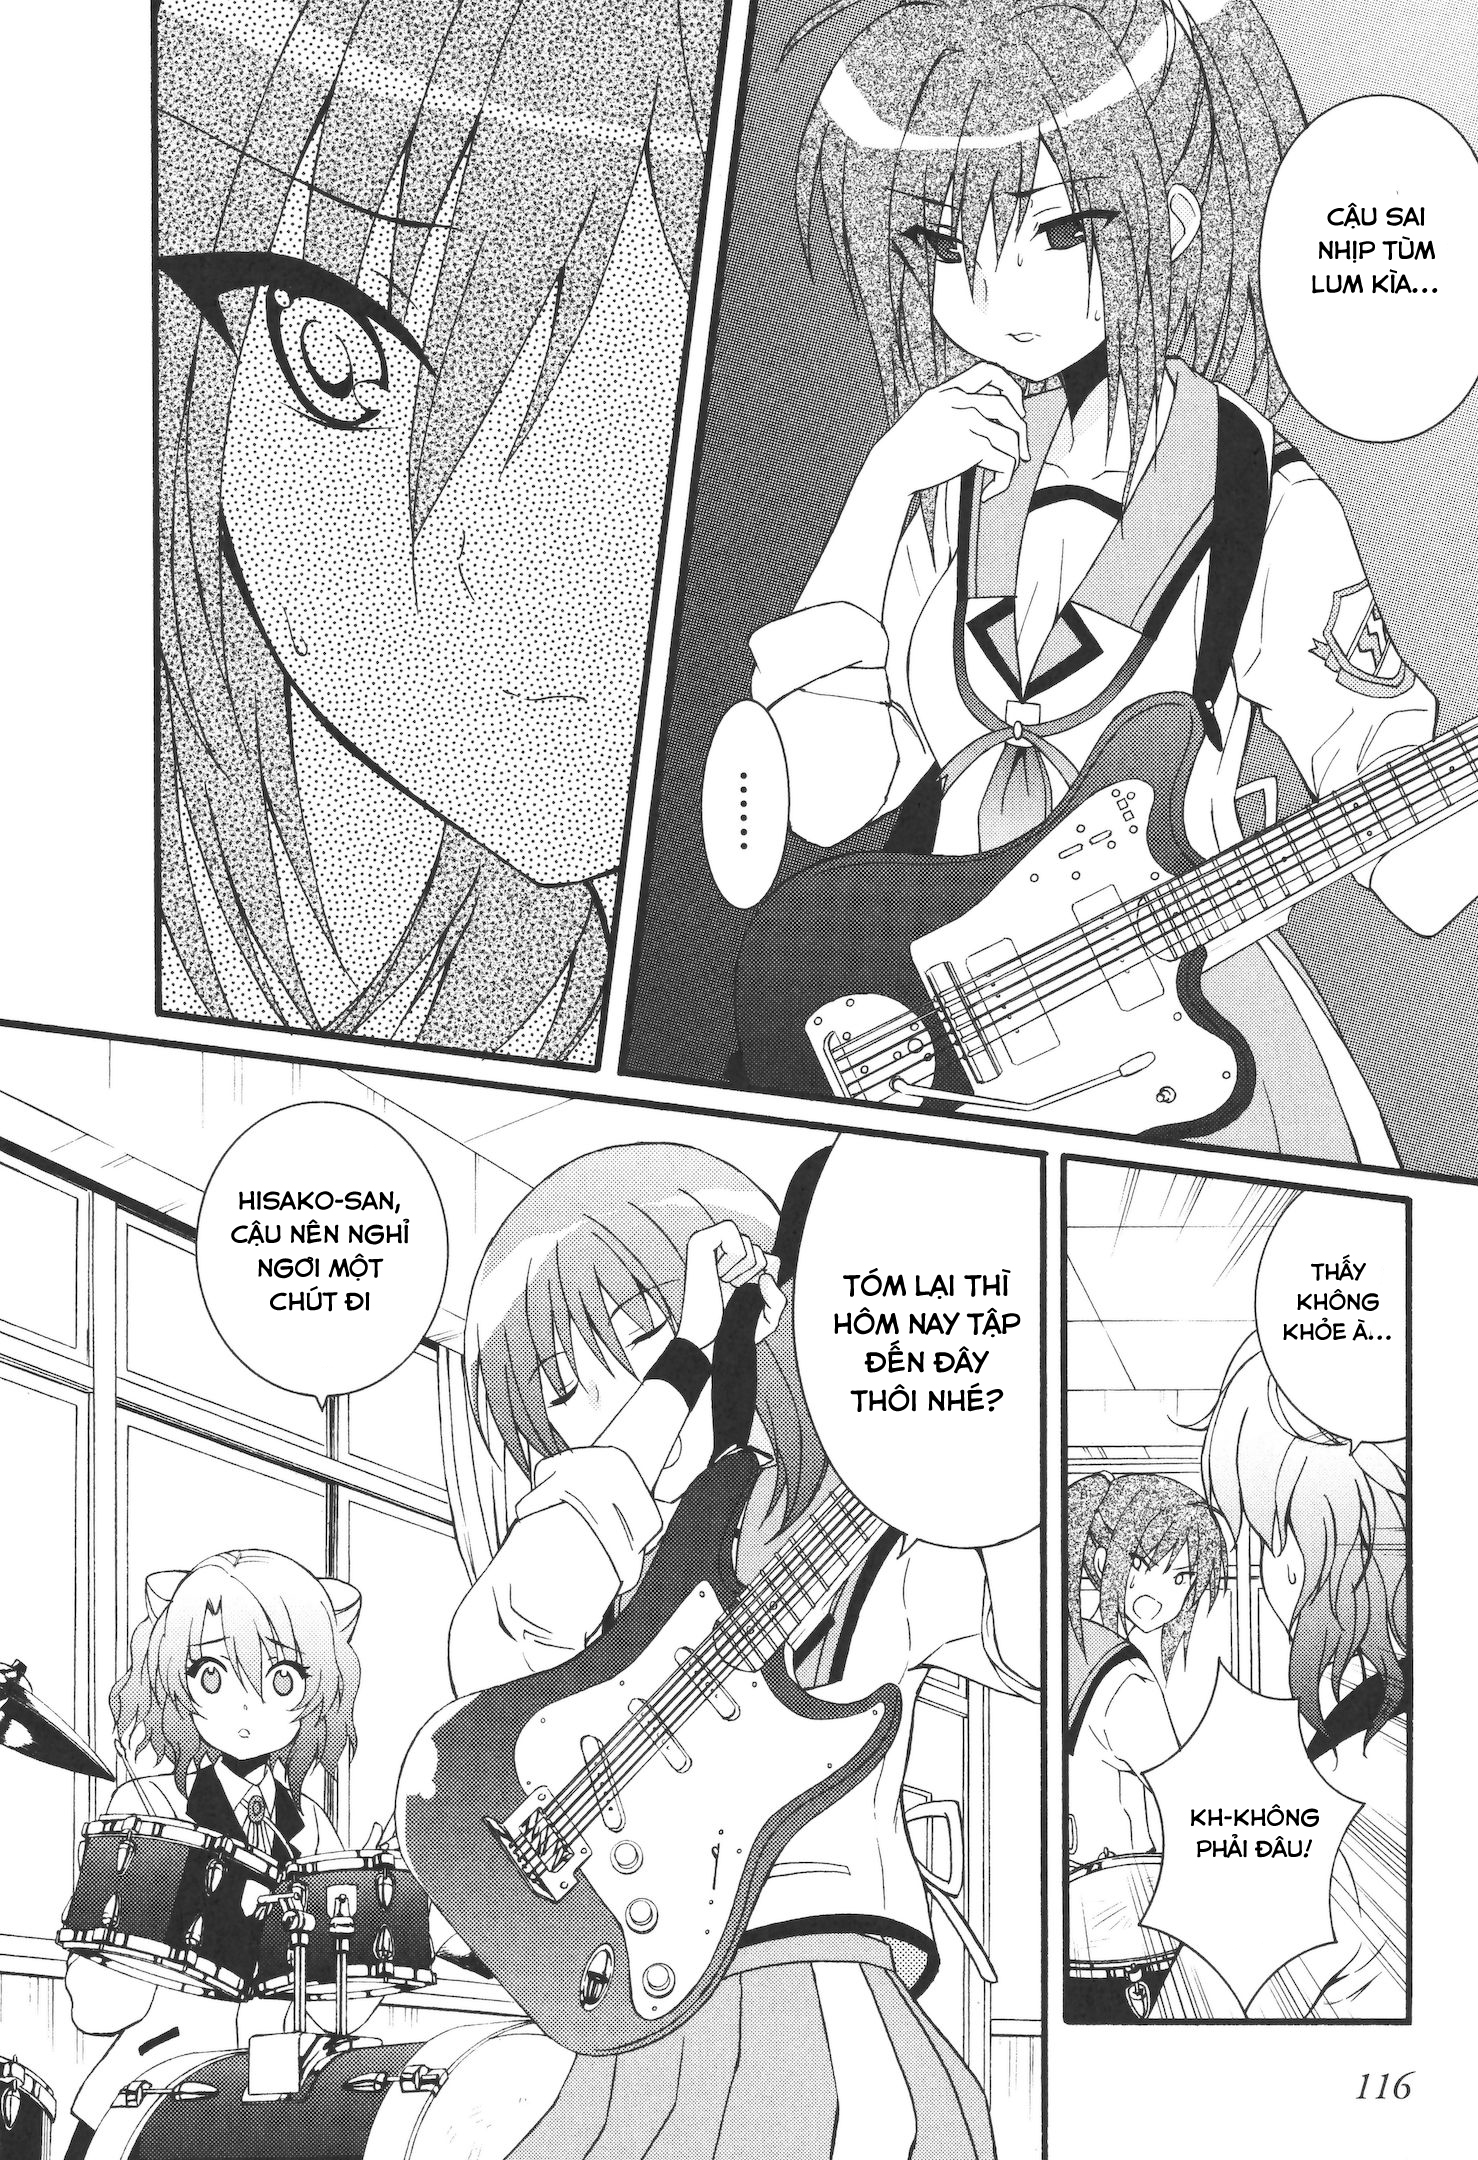 CẬU SAI
NHỊP TÙM
LUM KÌA...
.......
THẤY
KHÔNG
KHỎE À...
KH-KHÔNG
PHẢI ĐÂU!
TÓM LẠI THÌ
HÔM NAY TẬP
ĐẾN ĐÂY
THÔI NHÉ?
HISAKO-SAN,
CẬU NÊN NGHỈ
NGƠI MỘT
CHÚT ĐI
116